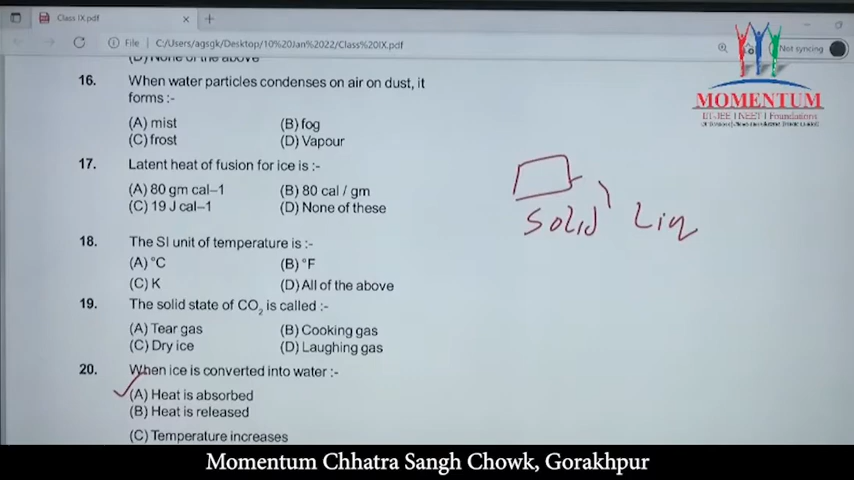 Class IX.pdf
File
C:/Users/agsgk/Desktop/10%20Jan%2022/Class%20IX.pdf
Not syncing
MOMENTUM
IIT-JEE | NEET | Foundations
(D) None of the above
16. When water particles condenses on air on dust, it
forms :-
(A) mist (B) fog
(C) frost (D) Vapour
17. Latent heat of fusion for ice is :-
(A) 80 gm cal–1 (B) 80 cal / gm
(C) 19 J cal–1 (D) None of these
Solid Liq
18. The SI unit of temperature is :-
(A) °C (B) °F
(C) K (D) All of the above
19. The solid state of CO2 is called :-
(A) Tear gas (B) Cooking gas
(C) Dry ice (D) Laughing gas
20. When ice is converted into water :-
(A) Heat is absorbed
(B) Heat is released
(C) Temperature increases
Momentum Chhatra Sangh Chowk, Gorakhpur